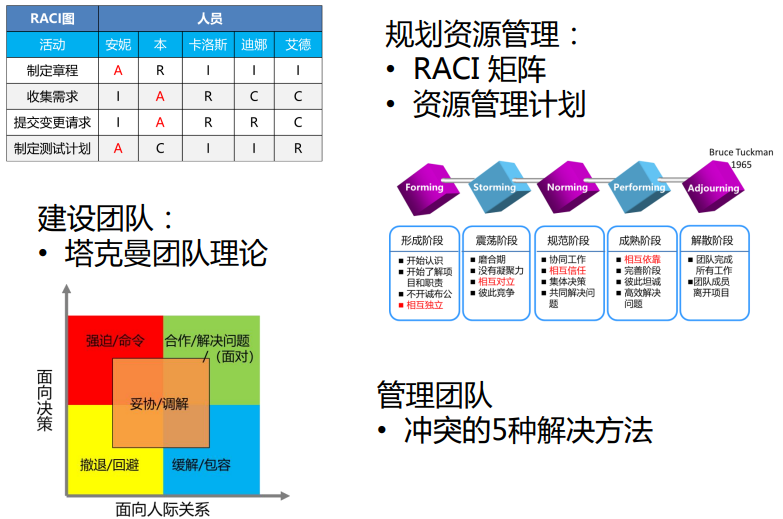 RACI图 人员
活动 安妮 本 卡洛斯 迪娜 艾德
制定章程 A R I I I
收集需求 I A R C C
提交变更请求 I A R R C
制定测试计划 A C I I R
规划资源管理：
• RACI 矩阵
• 资源管理计划
Bruce Tuckman
1965
Forming Storming Norming Performing Adjourning
形成阶段
■ 开始认识
■ 开始了解项
目和职责
■ 不开诚布公
■ 相互独立
震荡阶段
■ 磨合期
■ 没有凝聚力
■ 相互对立
■ 彼此竞争
规范阶段
■ 协同工作
■ 相互信任
■ 集体决策
■ 共同解决问
题
成熟阶段
■ 相互依靠
■ 完善阶段
■ 彼此坦诚
■ 高效解决
问题
解散阶段
■ 团队完成
所有工作
■团队成员
离开项目
建设团队：
• 塔克曼团队理论
面向决策
强迫/命令
合作/解决问题
/（面对）
妥协/调解
撤退/回避
缓解/包容
面向人际关系
管理团队
• 冲突的5种解决方法